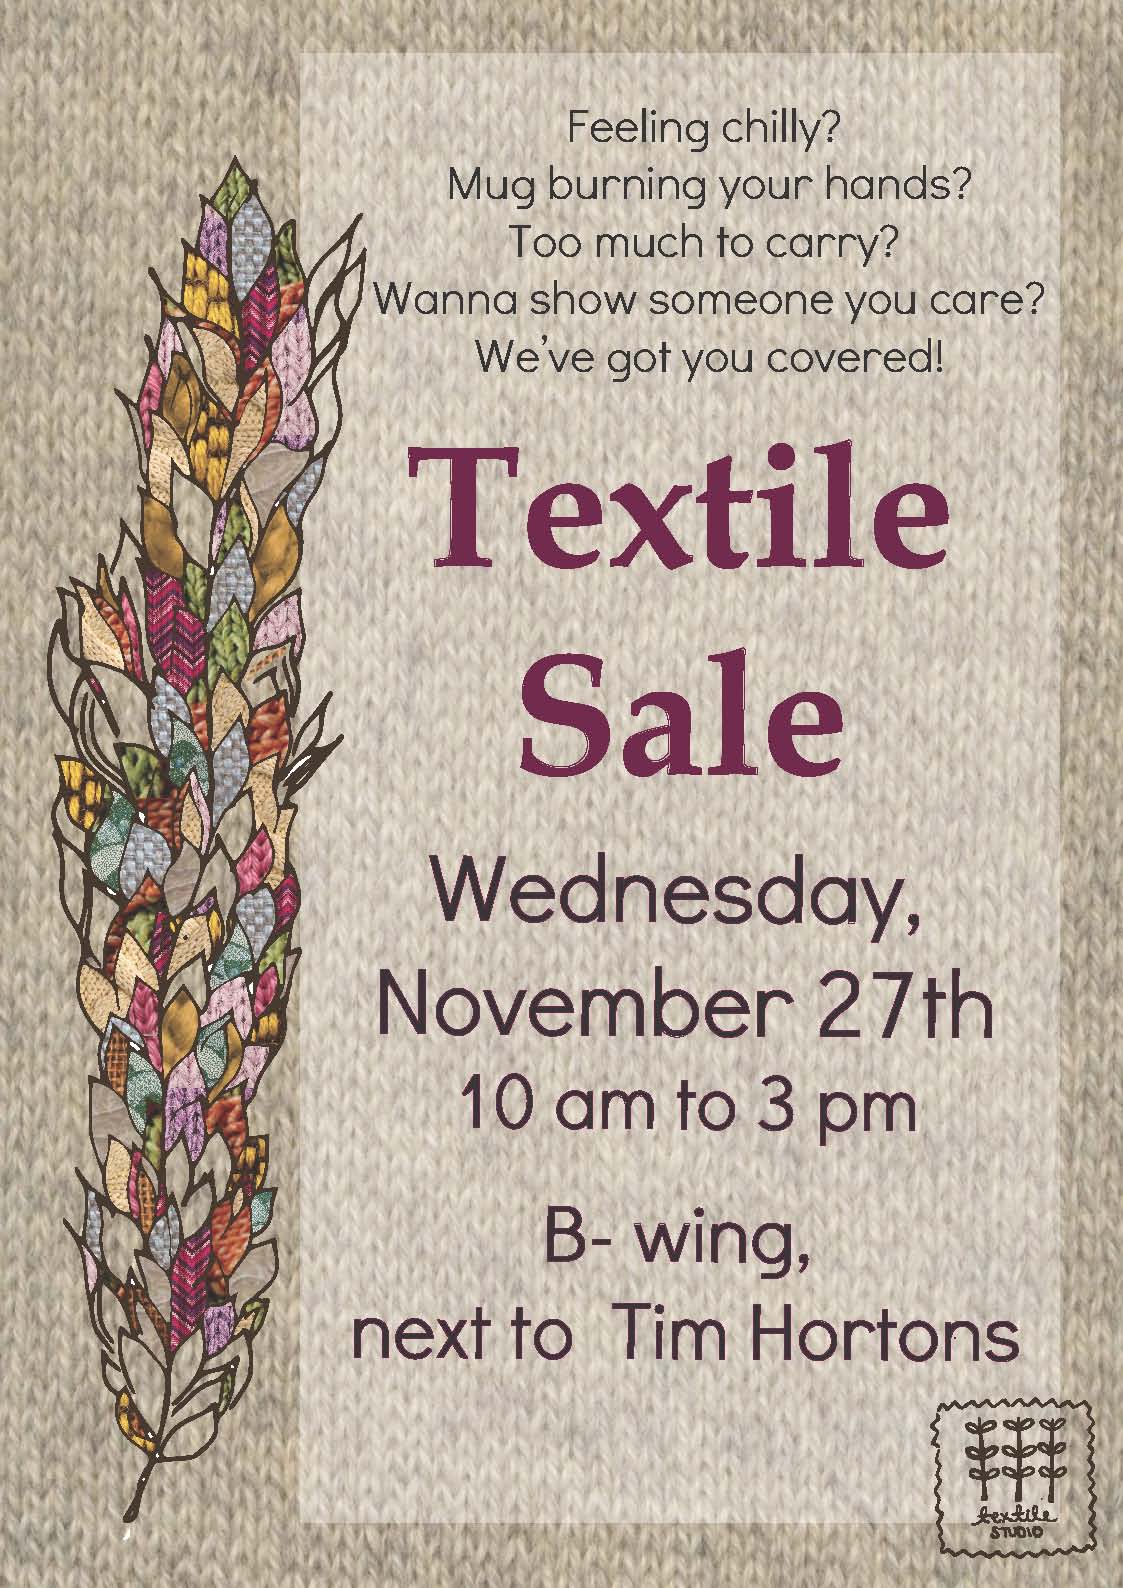 Feeling chilly?
Mug burning your hands?
Too much to carry?
Wanna show someone you care?
We've got you covered!
Textile
Sale
Wednesday,
November 27th
10 am to 3 pm
B- wing,
next to Tim Hortons
textile
STUDIO